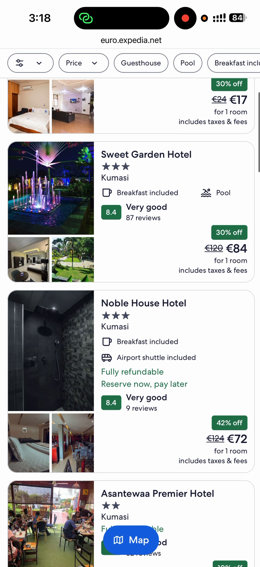 3:18
84
euro.expedia.net
Price
Guesthouse
Pool
Breakfast incl
30% off
€24 €17
for 1 room
includes taxes & fees
Sweet Garden Hotel
Kumasi
Breakfast included
Pool
8.4
Very good
87 reviews
30% off
€120 €84
for 1 room
includes taxes & fees
Noble House Hotel
Kumasi
Breakfast included
Airport shuttle included
Fully refundable
Reserve now, pay later
8.4
Very good
9 reviews
42% off
€124 €72
for 1 room
includes taxes & fees
Asantewaa Premier Hotel
Kumasi
Map